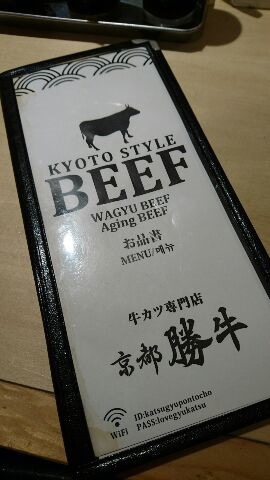 KYOTO STYLE
BEEF
WAGYU BEEF
Aging BEEF
お品書
MENU/메뉴
牛カツ専門店
京都 勝牛
WiFi
ID:katsugyupontocho
PASS:lovegyukatsu